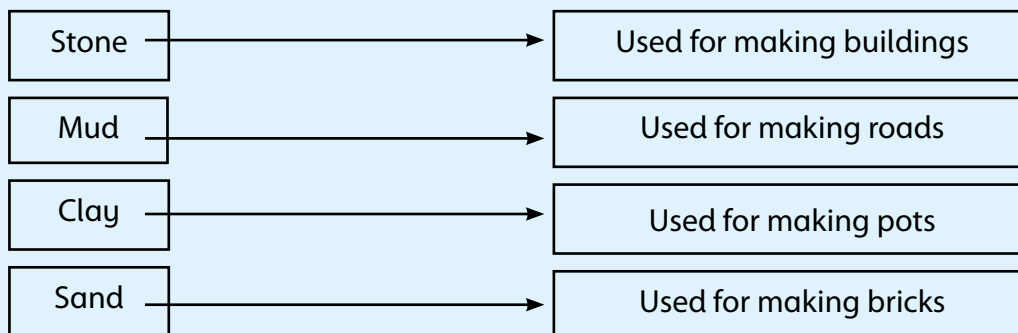 Stone Used for making buildings
Mud Used for making roads
Clay Used for making pots
Sand Used for making bricks